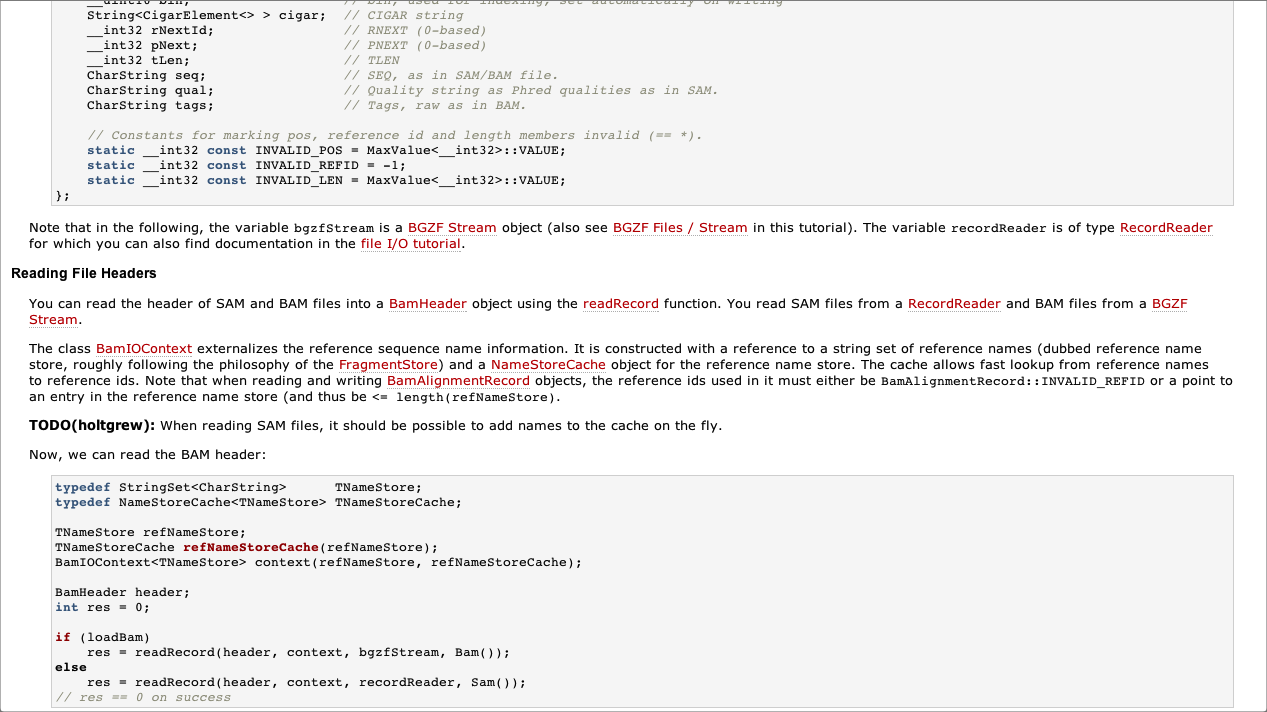 __uint16 bin;                   // bin, used for indexing, set automatically on writing
String<CigarElement<> > cigar;  // CIGAR string
__int32 rNextId;                // RNEXT (0-based)
__int32 pNext;                  // PNEXT (0-based)
__int32 tLen;                   // TLEN
CharString seq;                 // SEQ, as in SAM/BAM file.
CharString qual;                // Quality string as Phred qualities as in SAM.
CharString tags;                // Tags, raw as in BAM.
// Constants for marking pos, reference id and length members invalid (== *).
static __int32 const INVALID_POS = MaxValue<__int32>::VALUE;
static __int32 const INVALID_REFID = -1;
static __int32 const INVALID_LEN = MaxValue<__int32>::VALUE;
};
Note that in the following, the variable bgzfStream is a BGZF Stream object (also see BGZF Files / Stream in this tutorial). The variable recordReader is of type RecordReader
for which you can also find documentation in the file I/O tutorial.
Reading File Headers
You can read the header of SAM and BAM files into a BamHeader object using the readRecord function. You read SAM files from a RecordReader and BAM files from a BGZF
Stream.
The class BamIOContext externalizes the reference sequence name information. It is constructed with a reference to a string set of reference names (dubbed reference name
store, roughly following the philosophy of the FragmentStore) and a NameStoreCache object for the reference name store. The cache allows fast lookup from reference names
to reference ids. Note that when reading and writing BamAlignmentRecord objects, the reference ids used in it must either be BamAlignmentRecord::INVALID_REFID or a point to
an entry in the reference name store (and thus be <= length(refNameStore).
TODO(holtgrew): When reading SAM files, it should be possible to add names to the cache on the fly.
Now, we can read the BAM header:
typedef StringSet<CharString>      TNameStore;
typedef NameStoreCache<TNameStore> TNameStoreCache;
TNameStore refNameStore;
TNameStoreCache refNameStoreCache(refNameStore);
BamIOContext<TNameStore> context(refNameStore, refNameStoreCache);
BamHeader header;
int res = 0;
if (loadBam)
    res = readRecord(header, context, bgzfStream, Bam());
else
    res = readRecord(header, context, recordReader, Sam());
// res == 0 on success